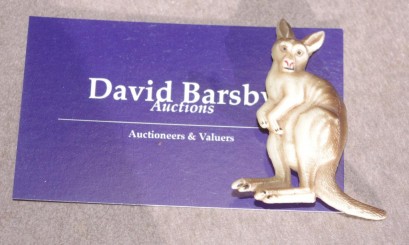 David Barsby
Auctions
Auctioneers & Valuers